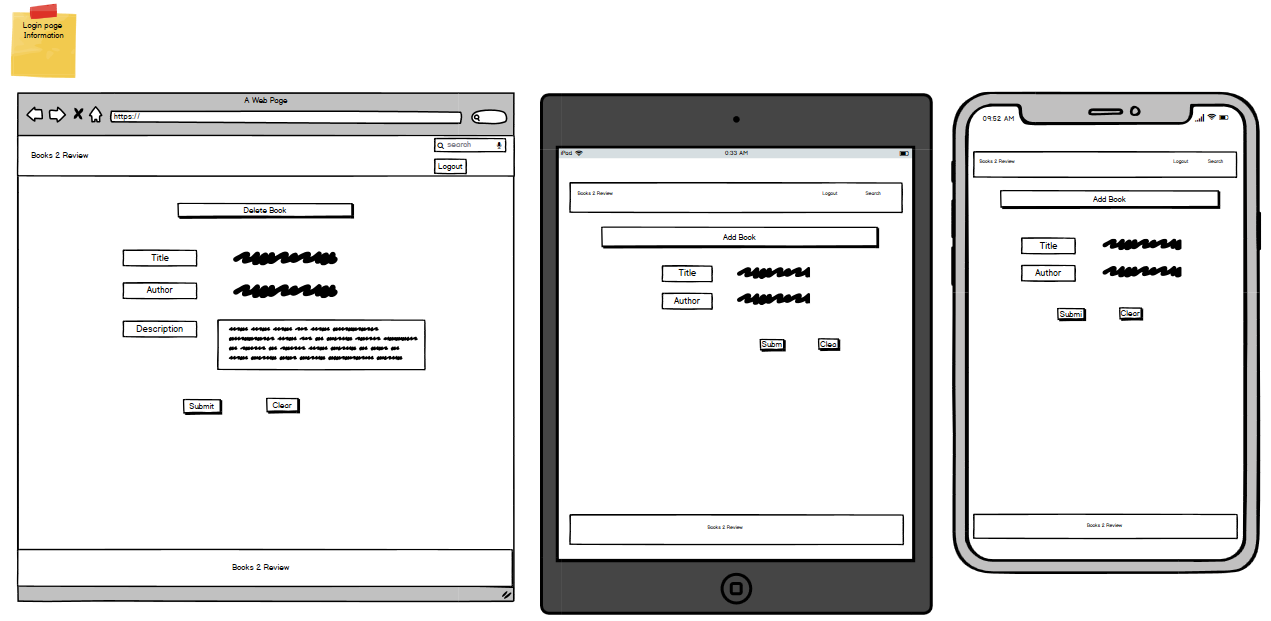 Login page
Information
A Web Page
https://
search
Books 2 Review
Logout
Delete Book
Title
Author
Description
Submit
Clear
Books 2 Review
iPod
0:33 AM
Books 2 Review
Logout
Search
Add Book
Title
Author
Subm
Clea
Books 2 Review
09:52 AM
Books 2 Review
Logout
Search
Add Book
Title
Author
Submi
Clear
Books 2 Review